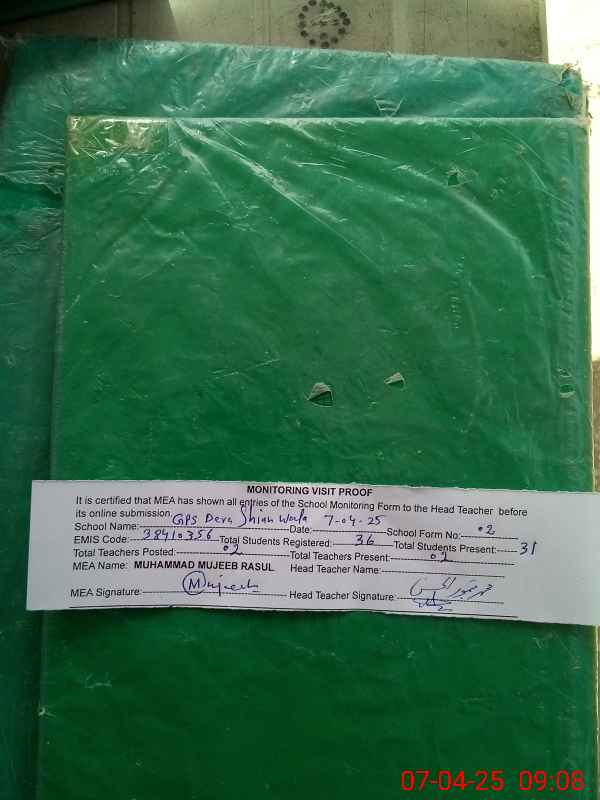 MONITORING VISIT PROOF
It is certified that MEA has shown all entries of the School Monitoring Form to the Head Teacher before
its online submission.
School Name: GPS Dera Shian Wala Date: 7-04-25 School Form No: 02
EMIS Code: 38410356 Total Students Registered: 36 Total Students Present: 31
Total Teachers Posted: 02 Total Teachers Present: 02
MEA Name: MUHAMMAD MUJEEB RASUL Head Teacher Name:
MEA Signature: Mujeeb Head Teacher Signature:
07-04-25 09:08